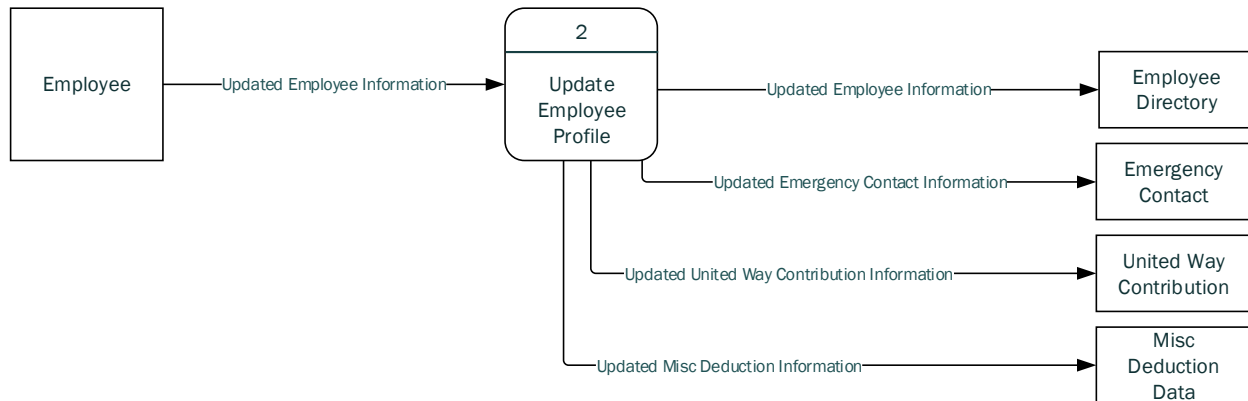 2
Employee
Updated Employee Information
Update
Employee
Profile
Updated Employee Information
Employee
Directory
Updated Emergency Contact Information
Emergency
Contact
Updated United Way Contribution Information
United Way
Contribution
Updated Misc Deduction Information
Misc
Deduction
Data